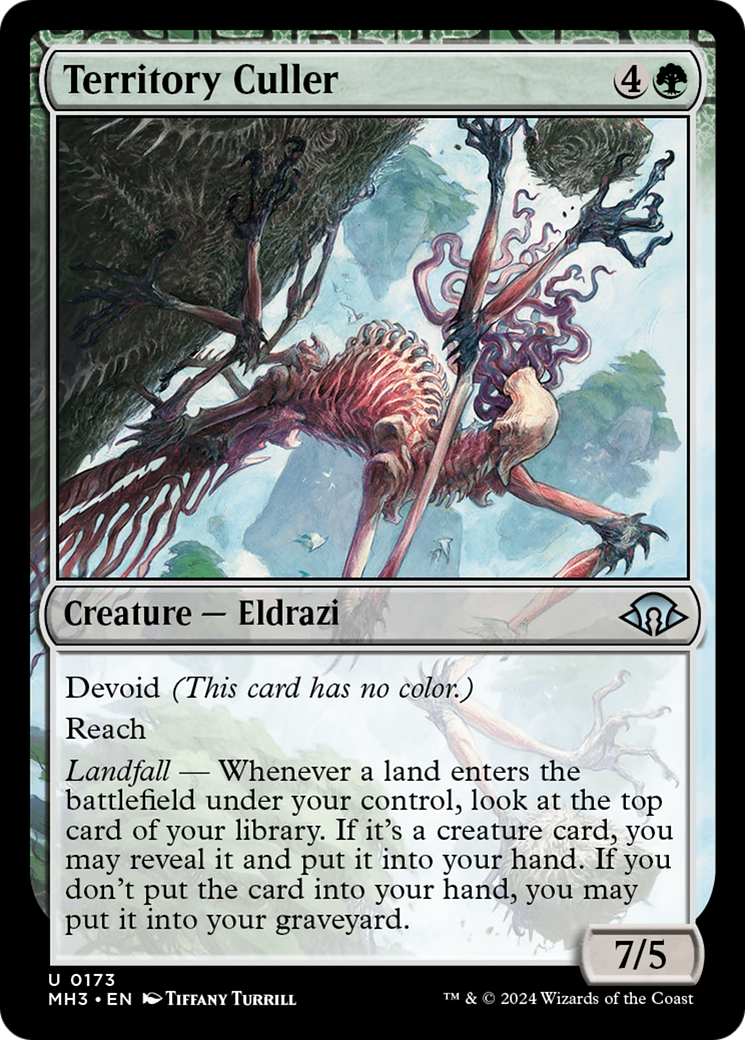 Territory Culler 4
Creature — Eldrazi
Devoid (This card has no color.)
Reach
Landfall — Whenever a land enters the
battlefield under your control, look at the top
card of your library. If it's a creature card, you
may reveal it and put it into your hand. If you
don't put the card into your hand, you may
put it into your graveyard.
7/5
U 0173
MH3 • EN Tiffany Turrill ™ & © 2024 Wizards of the Coast